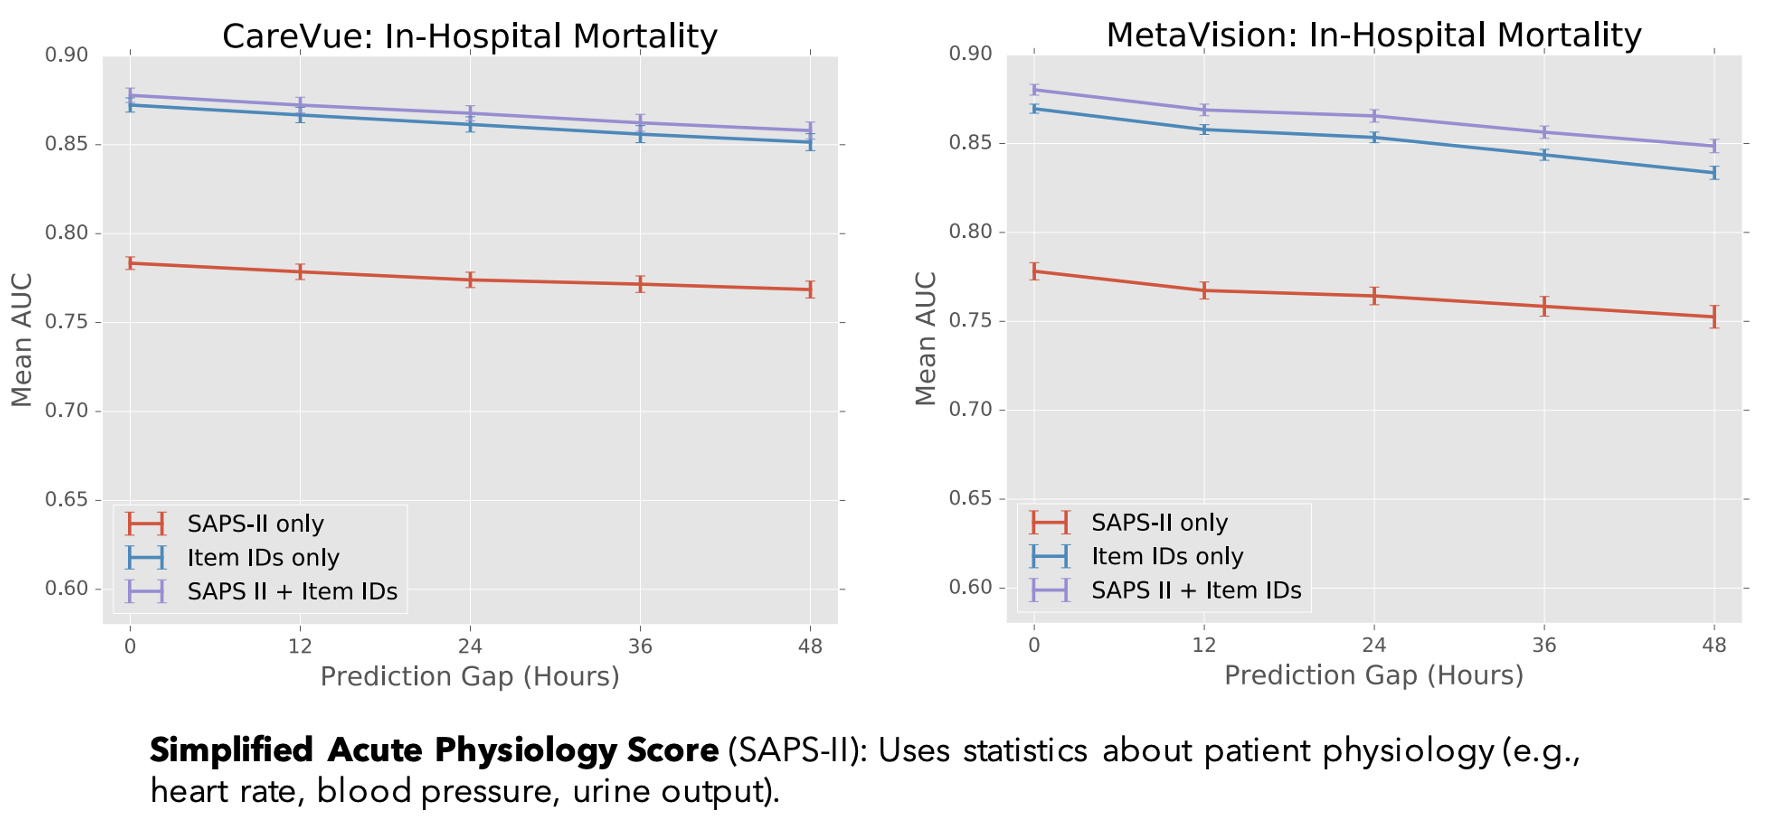 CareVue: In-Hospital Mortality
0.90
0.85
0.80
0.75
0.70
0.65
0.60
Mean AUC
SAPS-II only
Item IDs only
SAPS II + Item IDs
0 12 24 36 48
Prediction Gap (Hours)
MetaVision: In-Hospital Mortality
0.90
0.85
0.80
0.75
0.70
0.65
0.60
Mean AUC
SAPS-II only
Item IDs only
SAPS II + Item IDs
0 12 24 36 48
Prediction Gap (Hours)
Simplified Acute Physiology Score (SAPS-II): Uses statistics about patient physiology (e.g.,
heart rate, blood pressure, urine output).